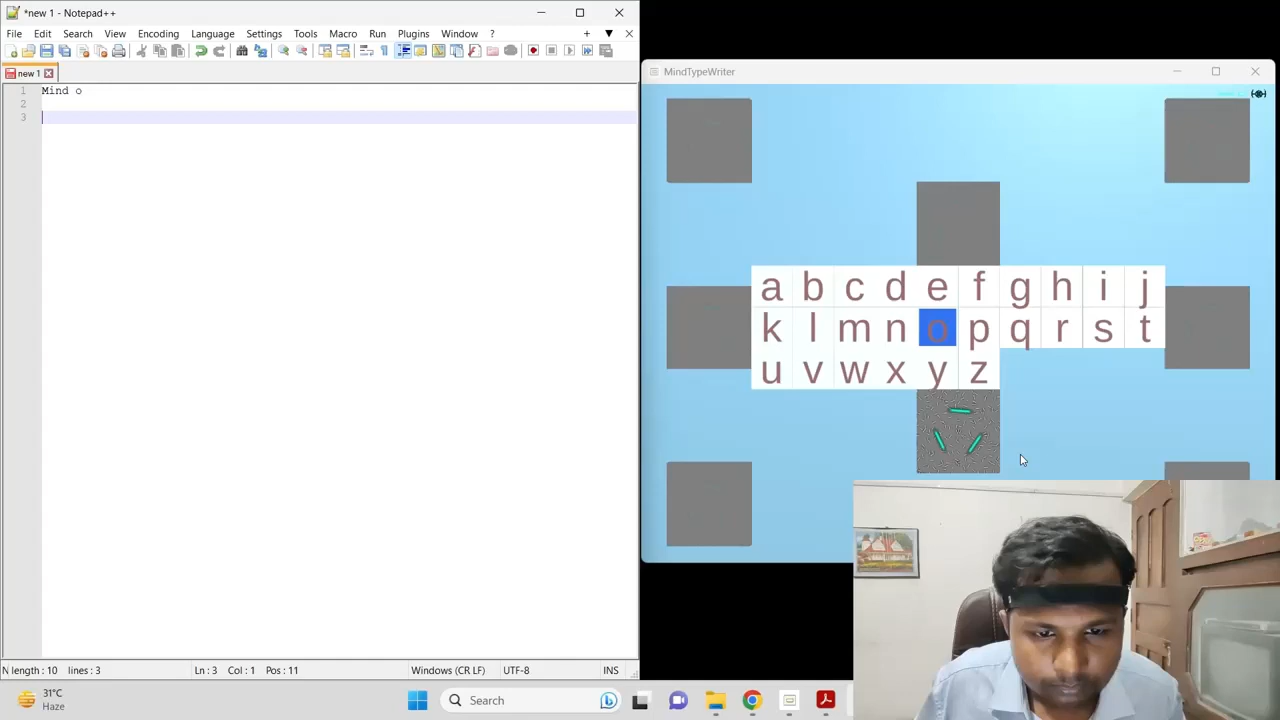 *new 1 - Notepad++
File Edit Search View Encoding Language Settings Tools Macro Run Plugins Window ?
new 1
1 Mind o
2
3
MindTypeWriter
a b c d e f g h i j
k l m n o p q r s t
u v w x y z
N length : 10 lines : 3 Ln : 3 Col : 1 Pos : 11 Windows (CR LF) UTF-8 INS
31°C
Haze
Search